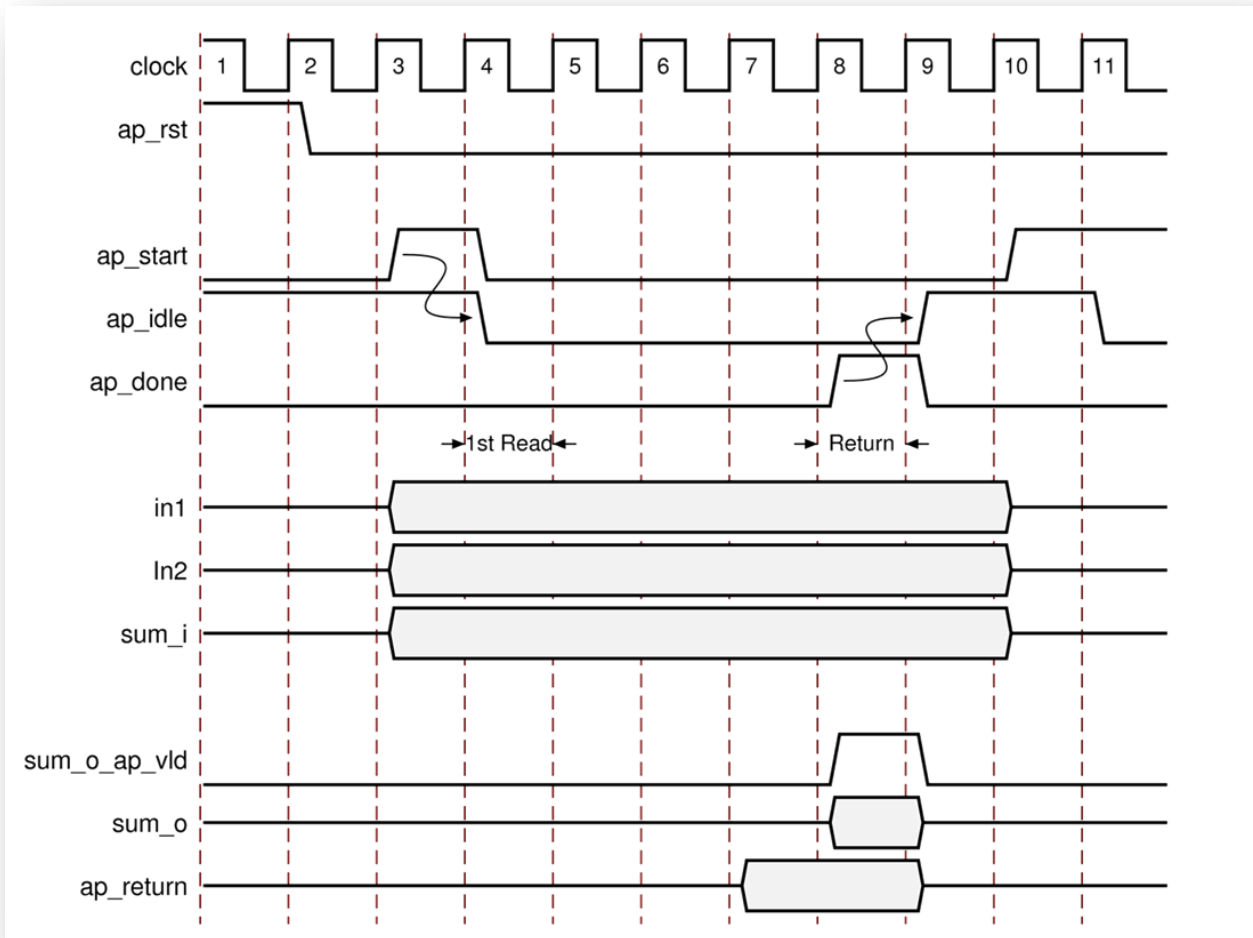 clock 1 2 3 4 5 6 7 8 9 10 11
ap_rst
ap_start
ap_idle
ap_done
1st Read Return
in1
In2
sum_i
sum_o_ap_vld
sum_o
ap_return